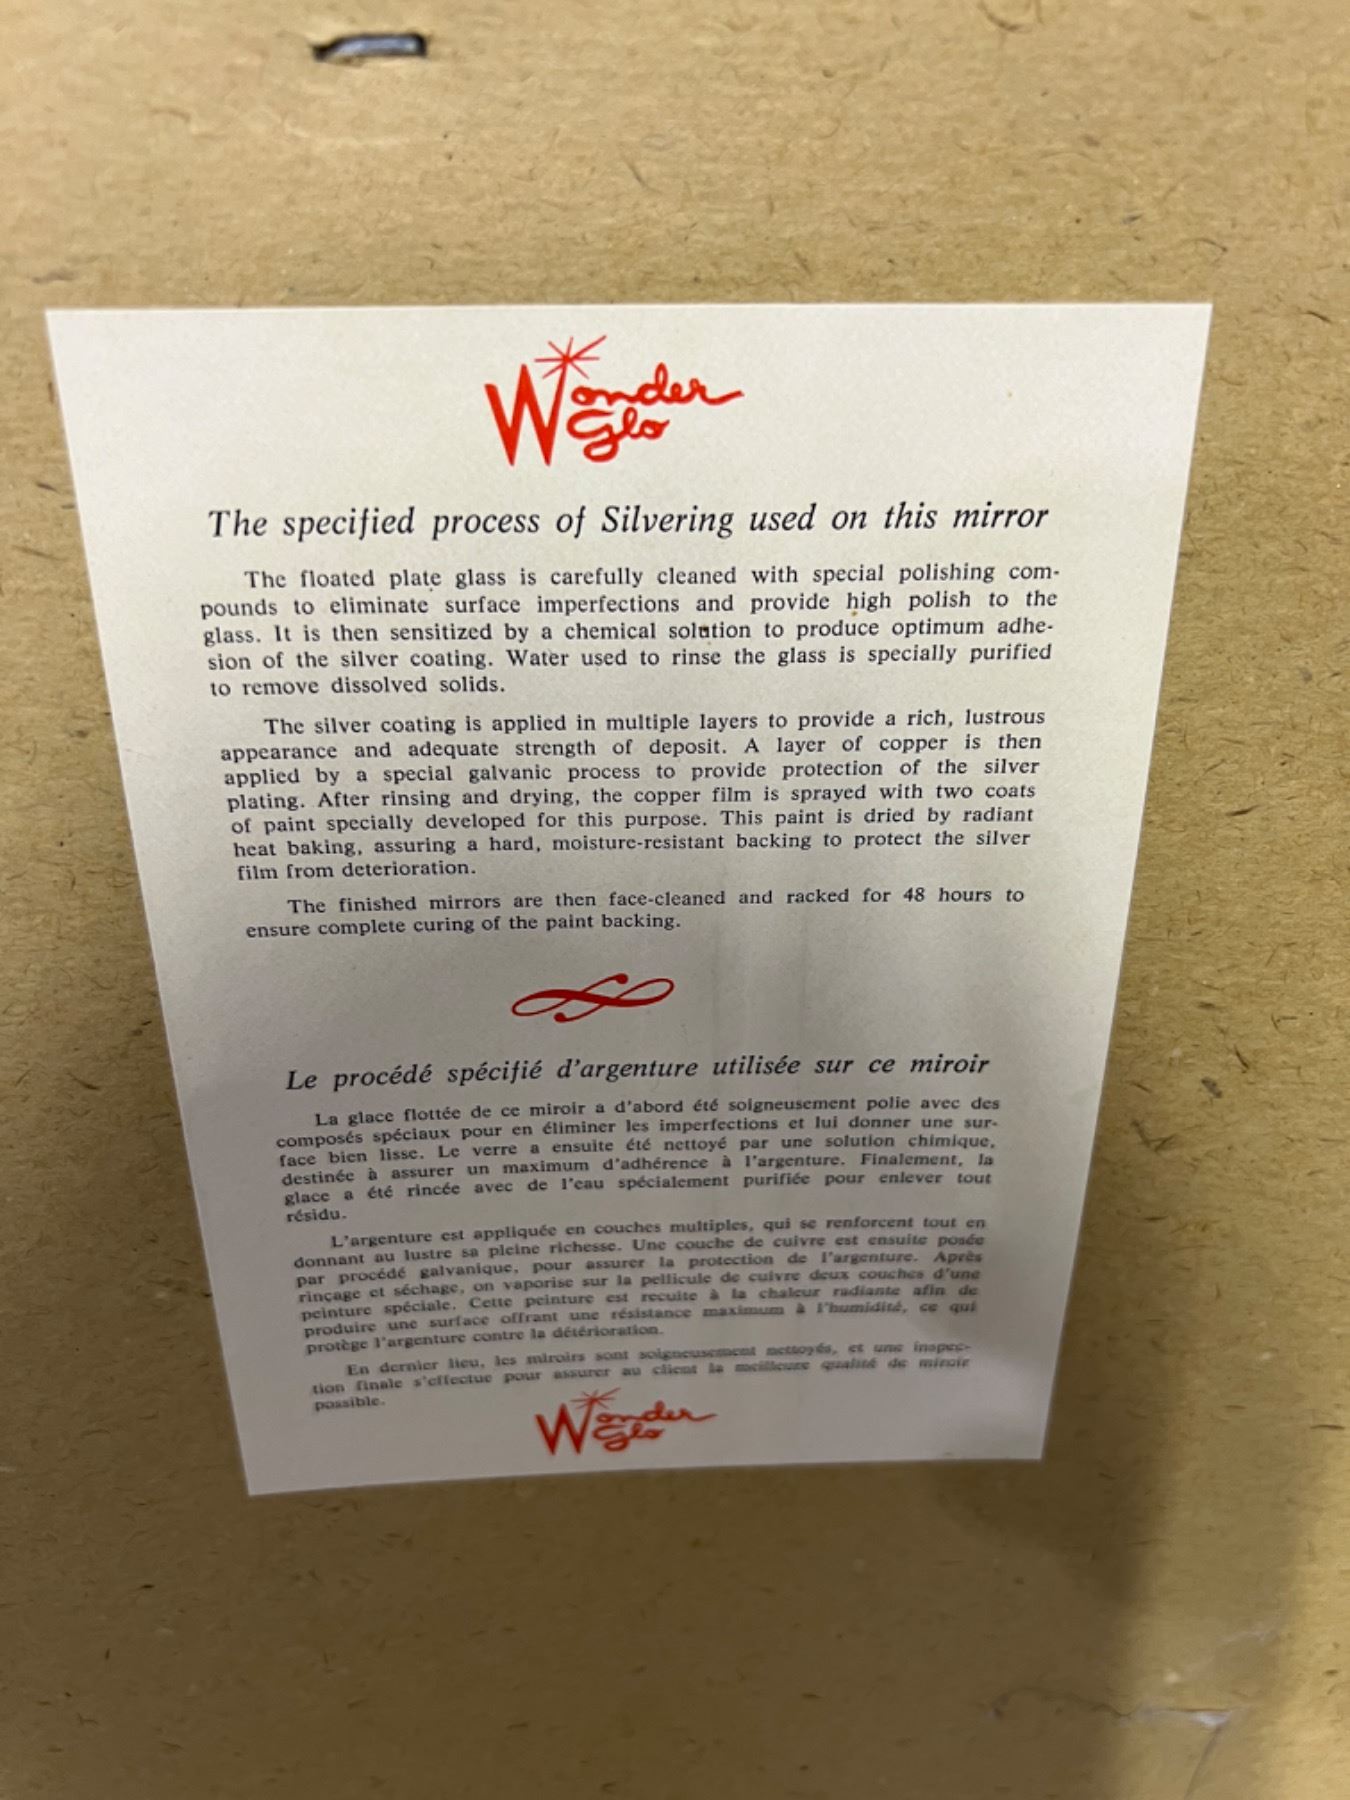 Wonder
Glo
The specified process of Silvering used on this mirror
The floated plate glass is carefully cleaned with special polishing com-
pounds to eliminate surface imperfections and provide high polish to the
glass. It is then sensitized by a chemical solution to produce optimum adhe-
sion of the silver coating. Water used to rinse the glass is specially purified
to remove dissolved solids.
The silver coating is applied in multiple layers to provide a rich, lustrous
appearance and adequate strength of deposit. A layer of copper is then
applied by a special galvanic process to provide protection of the silver
plating. After rinsing and drying, the copper film is sprayed with two coats
of paint specially developed for this purpose. This paint is dried by radiant
heat baking, assuring a hard, moisture-resistant backing to protect the silver
film from deterioration.
The finished mirrors are then face-cleaned and racked for 48 hours to
ensure complete curing of the paint backing.
Le procédé spécifié d'argenture utilisée sur ce miroir
La glace flottée de ce miroir a d'abord été soigneusement polie avec des
composés spéciaux pour en éliminer les imperfections et lui donner une sur-
face bien lisse. Le verre a ensuite été nettoyé par une solution chimique,
destinée à assurer un maximum d'adhérence à l'argenture. Finalement, la
glace a été rincée avec de l'eau spécialement purifiée pour enlever tout
résidu.
L'argenture est appliquée en couches multiples, qui se renforcent tout en
donnant au lustre sa pleine richesse. Une couche de cuivre est ensuite posée
par procédé galvanique, pour assurer la protection de l'argenture. Après
rinçage et séchage, on vaporise sur la pellicule de cuivre deux couches d'une
peinture spéciale. Cette peinture est recuite à la chaleur radiante afin de
produire une surface offrant une résistance maximum à l'humidité, ce qui
protège l'argenture contre la détérioration.
En dernier lieu, les miroirs sont soigneusement nettoyés, et une inspec-
tion finale s'effectue pour assurer au client la meilleure qualité de miroir
possible.
Wonder
Glo